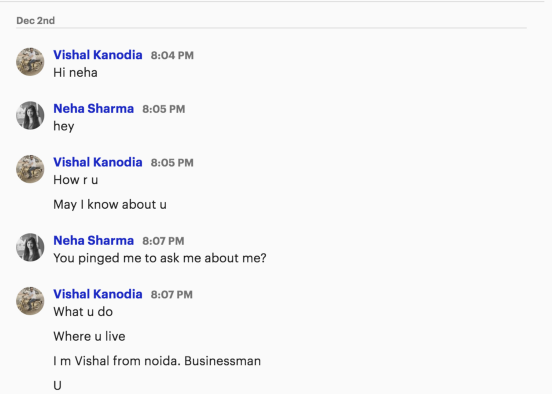 Dec 2nd
Vishal Kanodia 8:04 PM
Hi neha
Neha Sharma 8:05 PM
hey
Vishal Kanodia 8:05 PM
How r u
May I know about u
Neha Sharma 8:07 PM
You pinged me to ask me about me?
Vishal Kanodia 8:07 PM
What u do
Where u live
I m Vishal from noida. Businessman
U